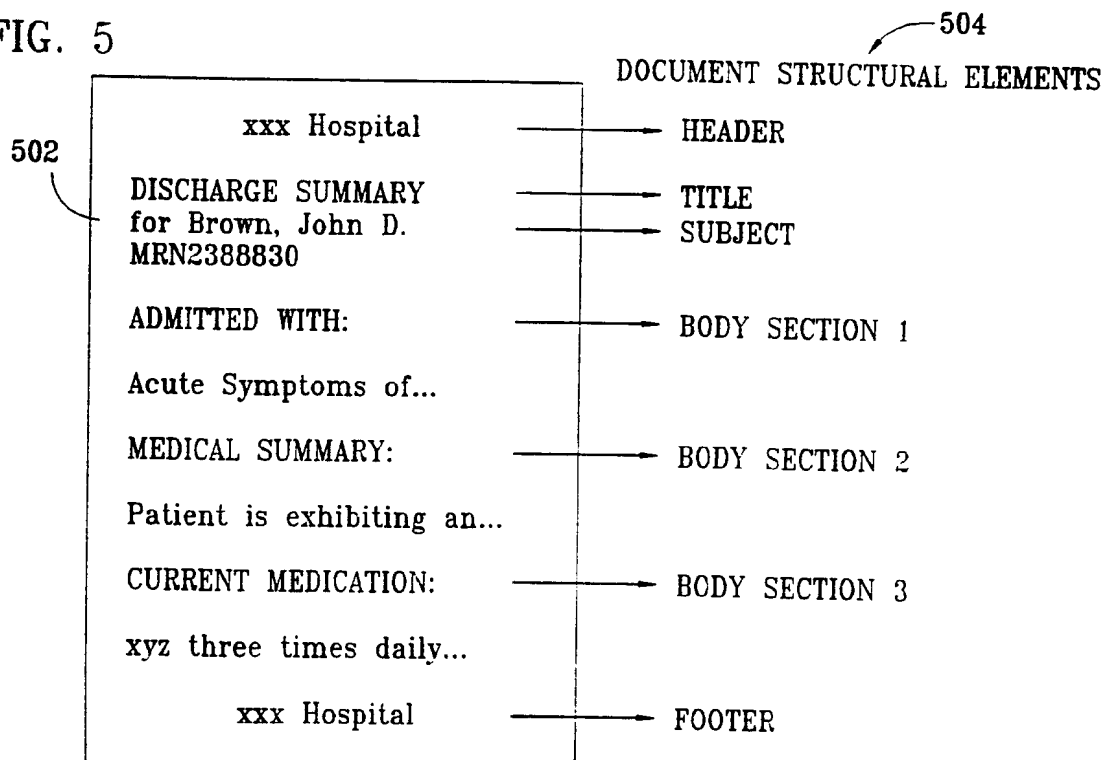 FIG. 5
504
DOCUMENT STRUCTURAL ELEMENTS
xxx Hospital HEADER
502
DISCHARGE SUMMARY TITLE
for Brown, John D. SUBJECT
MRN2388830
ADMITTED WITH: BODY SECTION 1
Acute Symptoms of...
MEDICAL SUMMARY: BODY SECTION 2
Patient is exhibiting an...
CURRENT MEDICATION: BODY SECTION 3
xyz three times daily...
xxx Hospital FOOTER